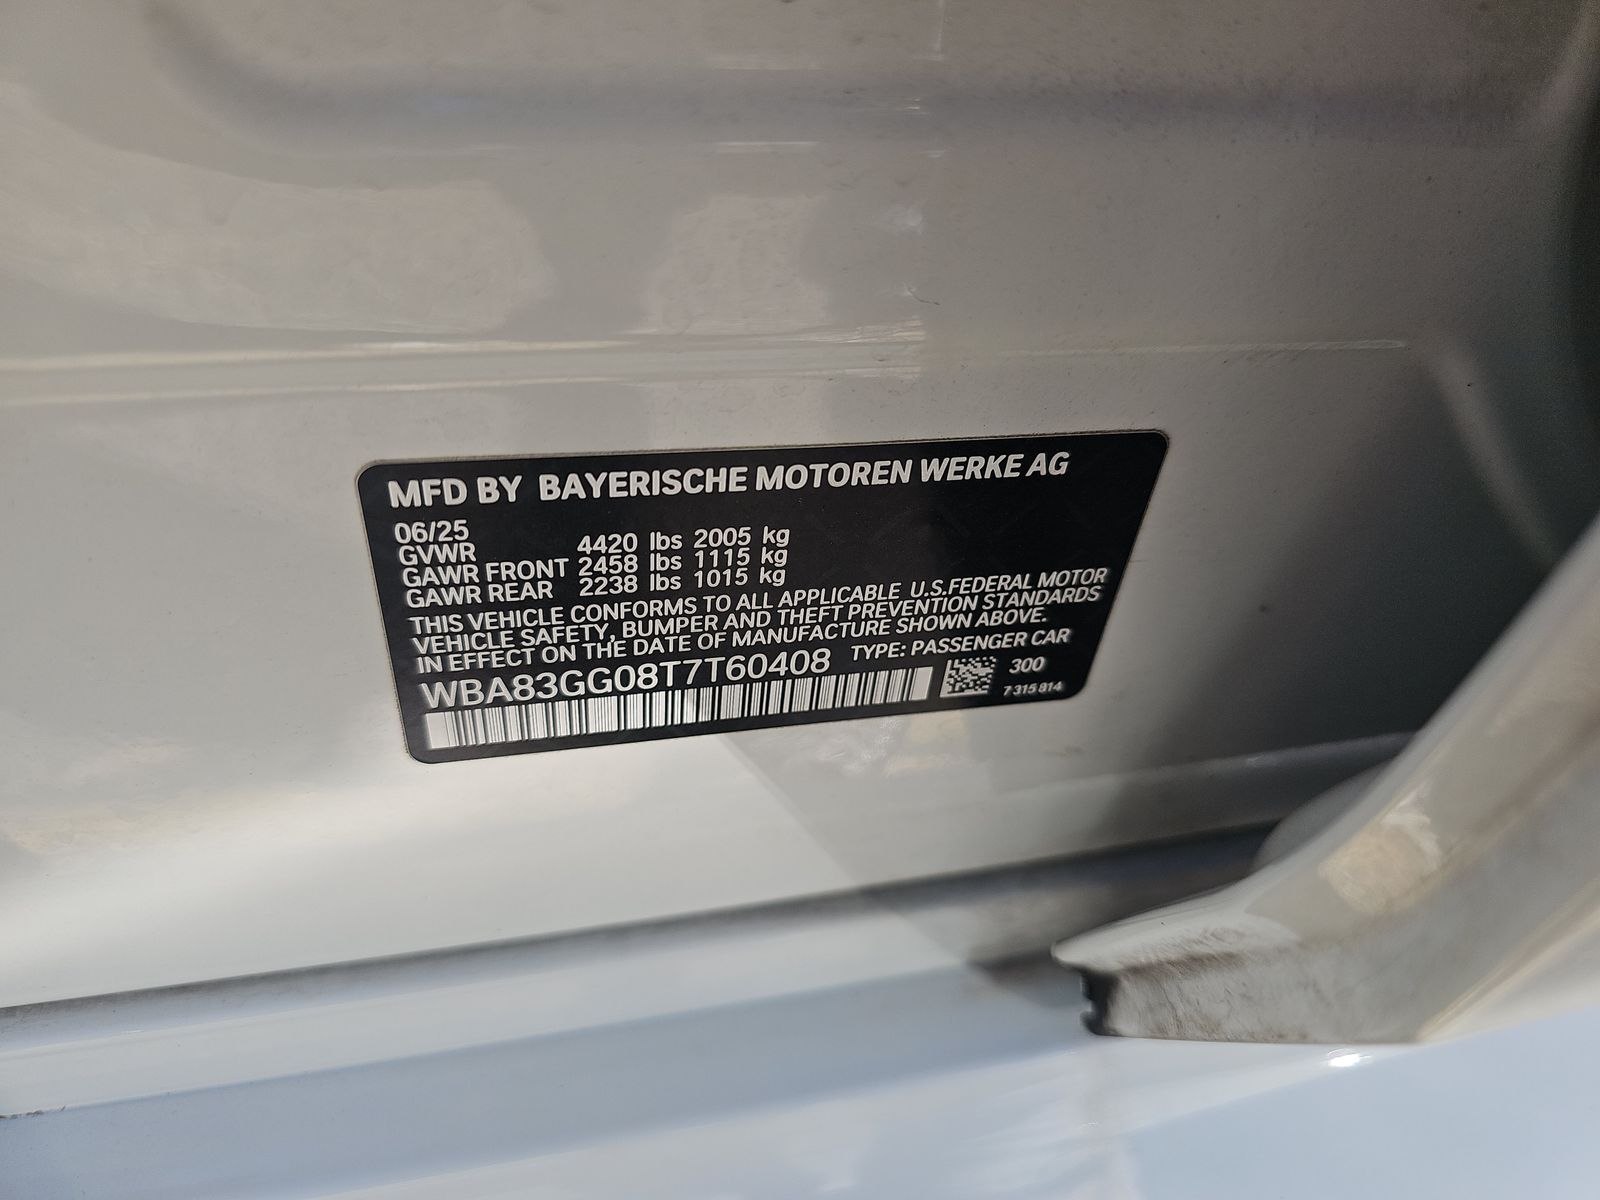 MFD BY BAYERISCHE MOTOREN WERKE AG
06/25
GVWR 4420 lbs 2005 kg
GAWR FRONT 2458 lbs 1115 kg
GAWR REAR 2238 lbs 1015 kg
THIS VEHICLE CONFORMS TO ALL APPLICABLE U.S.FEDERAL MOTOR
VEHICLE SAFETY, BUMPER AND THEFT PREVENTION STANDARDS
IN EFFECT ON THE DATE OF MANUFACTURE SHOWN ABOVE.
WBA83GG08T7T60408 TYPE: PASSENGER CAR
300
7 315 814